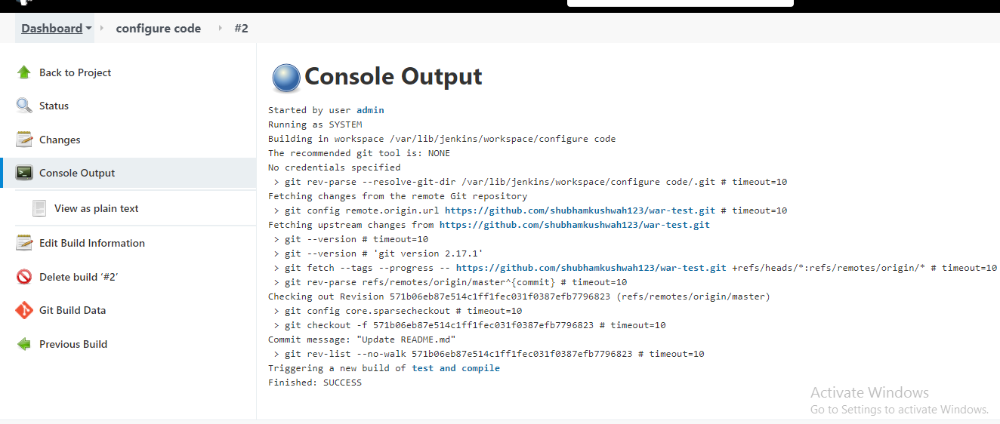 Dashboard
configure code
#2
Back to Project
Status
Changes
Console Output
View as plain text
Edit Build Information
Delete build ‘#2’
Git Build Data
Previous Build
Console Output
Started by user admin
Running as SYSTEM
Building in workspace /var/lib/jenkins/workspace/configure code
The recommended git tool is: NONE
No credentials specified
> git rev-parse --resolve-git-dir /var/lib/jenkins/workspace/configure code/.git # timeout=10
Fetching changes from the remote Git repository
> git config remote.origin.url https://github.com/shubhamkushwah123/war-test.git # timeout=10
Fetching upstream changes from https://github.com/shubhamkushwah123/war-test.git
> git --version # timeout=10
> git --version # 'git version 2.17.1'
> git fetch --tags --progress -- https://github.com/shubhamkushwah123/war-test.git +refs/heads/*:refs/remotes/origin/* # timeout=10
> git rev-parse refs/remotes/origin/master^{commit} # timeout=10
Checking out Revision 571b06eb87e514c1ff1fec031f0387efb7796823 (refs/remotes/origin/master)
> git config core.sparsecheckout # timeout=10
> git checkout -f 571b06eb87e514c1ff1fec031f0387efb7796823 # timeout=10
Commit message: "Update README.md"
> git rev-list --no-walk 571b06eb87e514c1ff1fec031f0387efb7796823 # timeout=10
Triggering a new build of test and compile
Finished: SUCCESS
Activate Windows
Go to Settings to activate Windows.